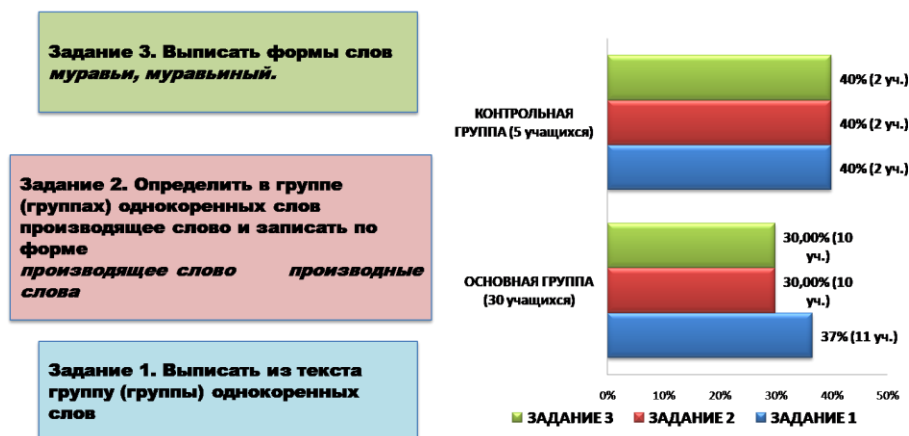 Задание 3. Выписать формы слов
муравьи, муравьиный.
Задание 2. Определить в группе
(группах) однокоренных слов
производящее слово и записать по
форме
производящее слово производные
слова
Задание 1. Выписать из текста
группу (группы) однокоренных
слов
КОНТРОЛЬНАЯ
ГРУППА (5 учащихся)
40% (2 уч.)
40% (2 уч.)
40% (2 уч.)
ОСНОВНАЯ ГРУППА
(30 учащихся)
30,00% (10
уч.)
30,00% (10
уч.)
37% (11 уч.)
0% 10% 20% 30% 40% 50%
ЗАДАНИЕ 3 ЗАДАНИЕ 2 ЗАДАНИЕ 1